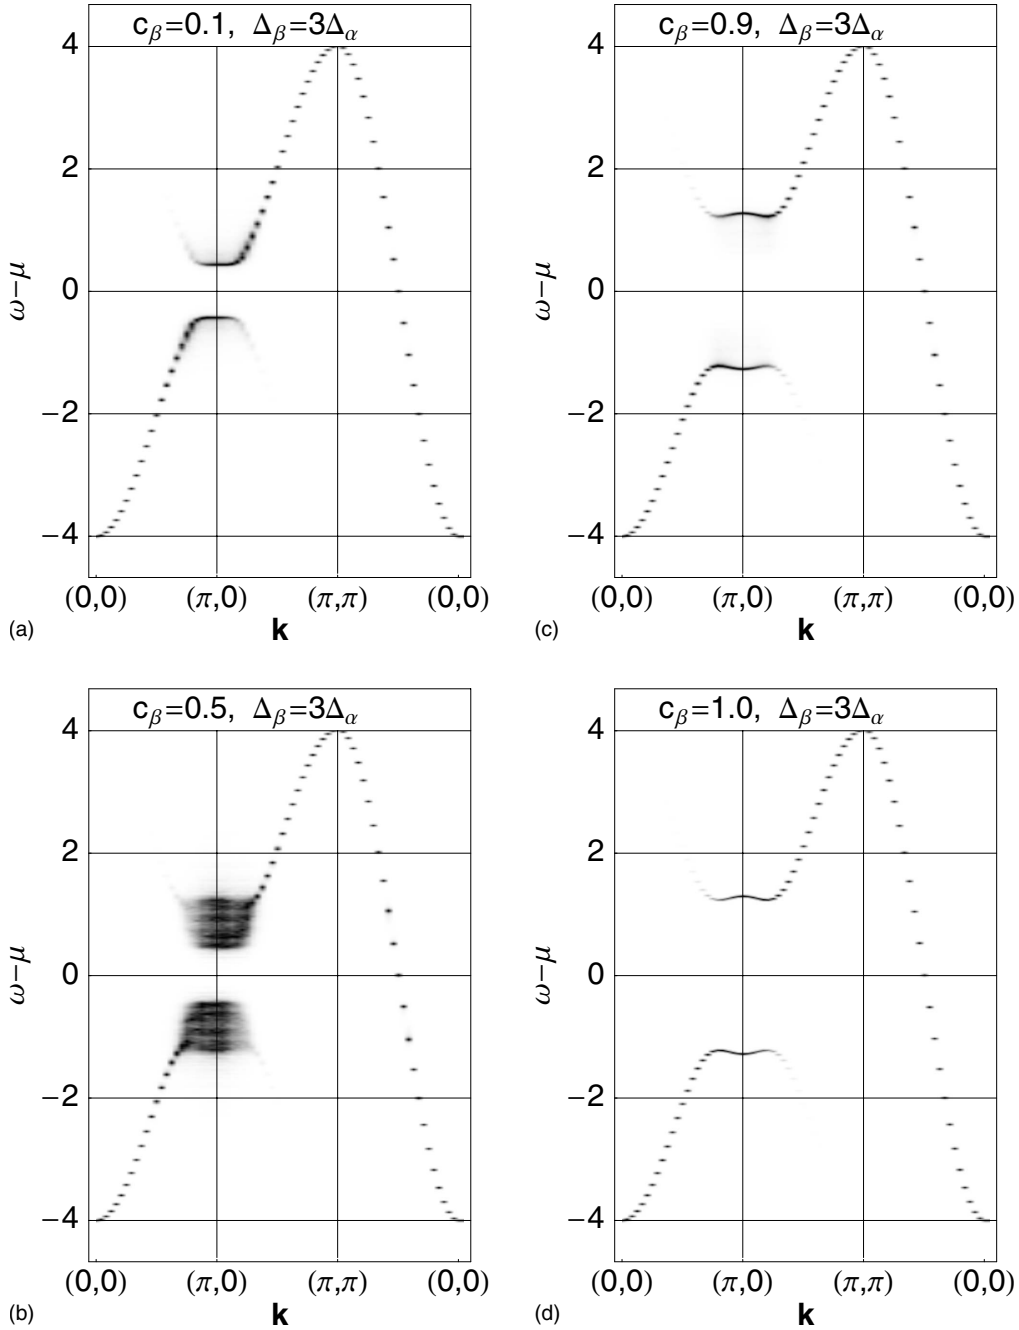 c_β=0.1, Δ_β=3Δ_α
4
2
0
−2
−4
ω−μ
(0,0) (π,0) (π,π) (0,0)
(a) k
c_β=0.9, Δ_β=3Δ_α
4
2
0
−2
−4
ω−μ
(0,0) (π,0) (π,π) (0,0)
(c) k
c_β=0.5, Δ_β=3Δ_α
4
2
0
−2
−4
ω−μ
(0,0) (π,0) (π,π) (0,0)
(b) k
c_β=1.0, Δ_β=3Δ_α
4
2
0
−2
−4
ω−μ
(0,0) (π,0) (π,π) (0,0)
(d) k